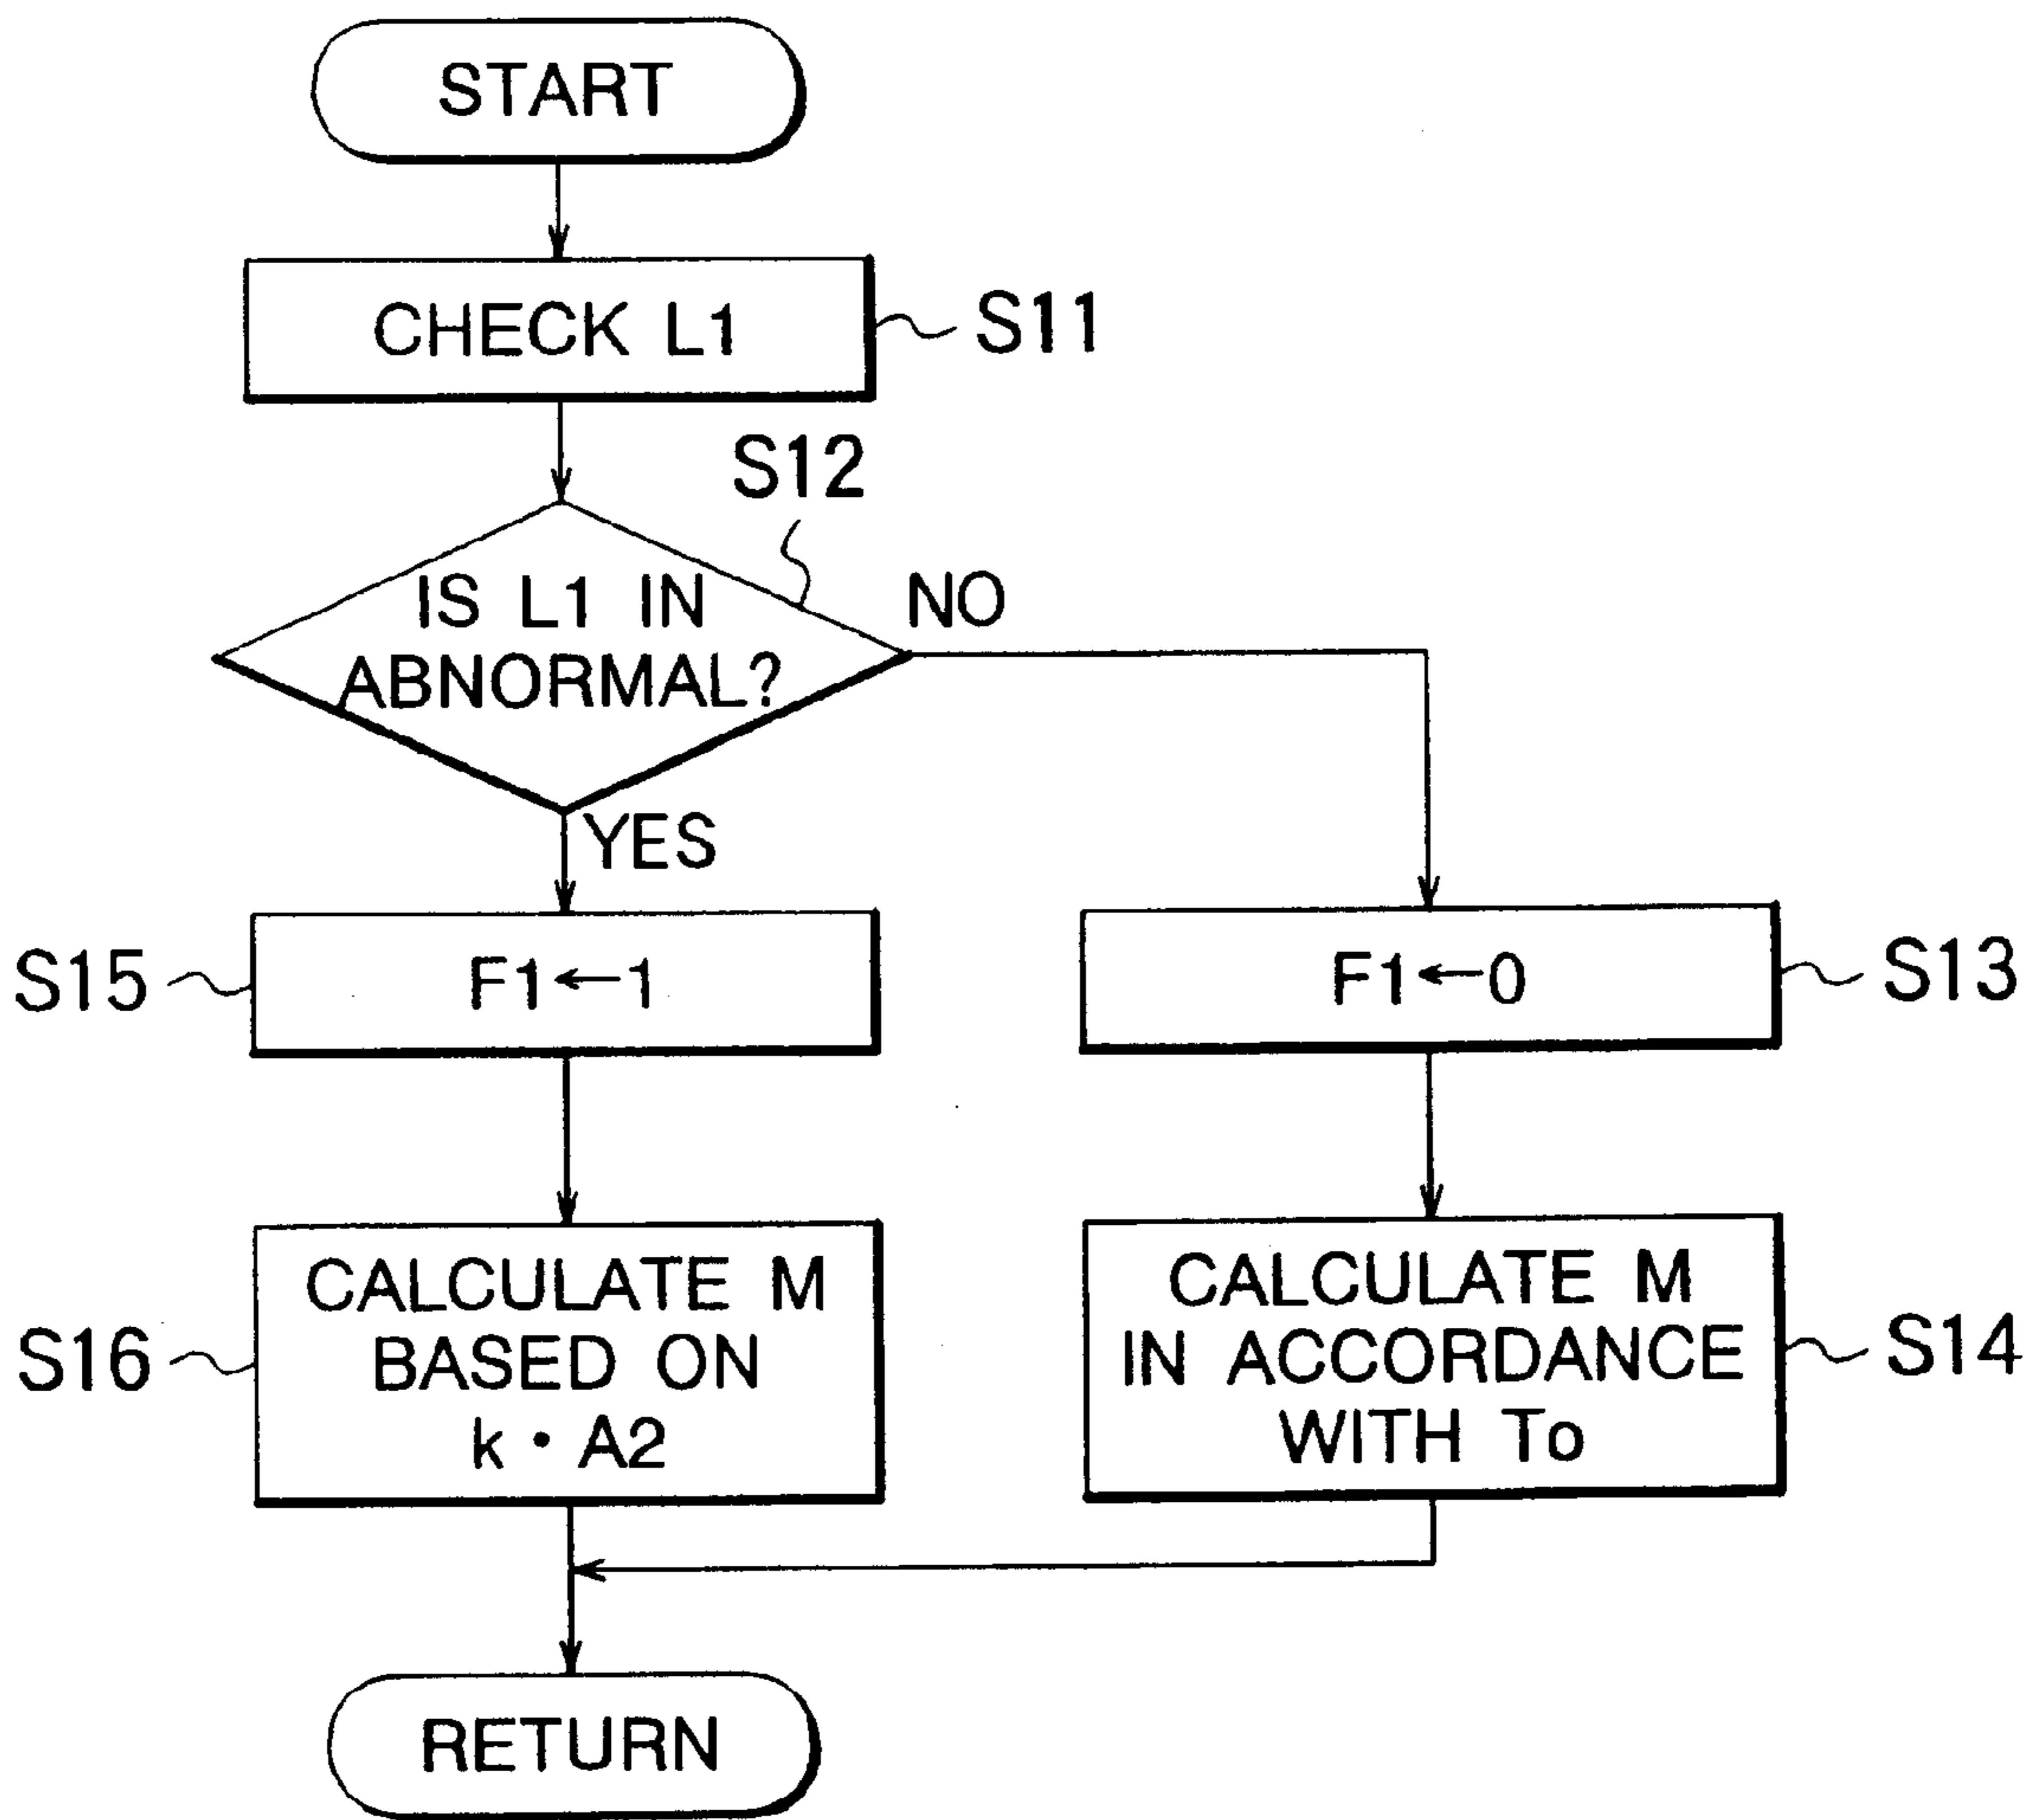 START
CHECK L1
S11
S12
IS L1 IN
ABNORMAL?
NO
YES
S15
F1←1
F1←0
S13
S16
CALCULATE M
BASED ON
k・A2
CALCULATE M
IN ACCORDANCE
WITH To
S14
RETURN